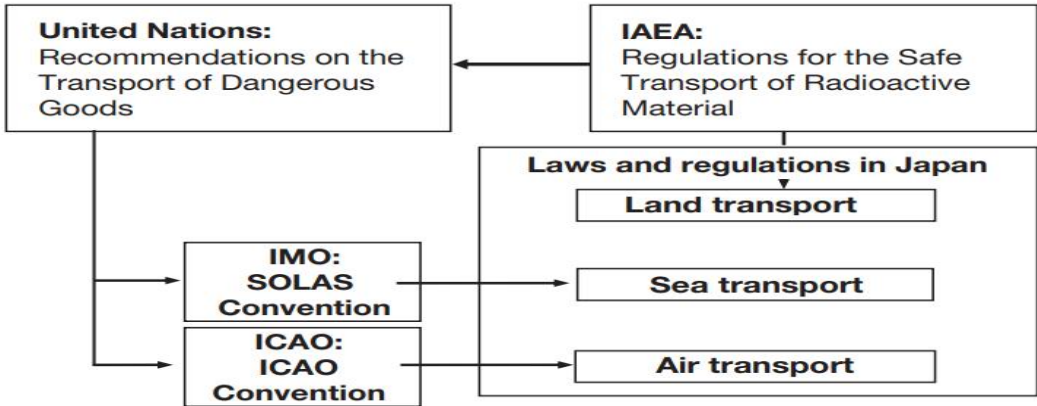 United Nations:
Recommendations on the
Transport of Dangerous
Goods
IAEA:
Regulations for the Safe
Transport of Radioactive
Material
Laws and regulations in Japan
Land transport
IMO:
SOLAS
Convention
Sea transport
ICAO:
ICAO
Convention
Air transport